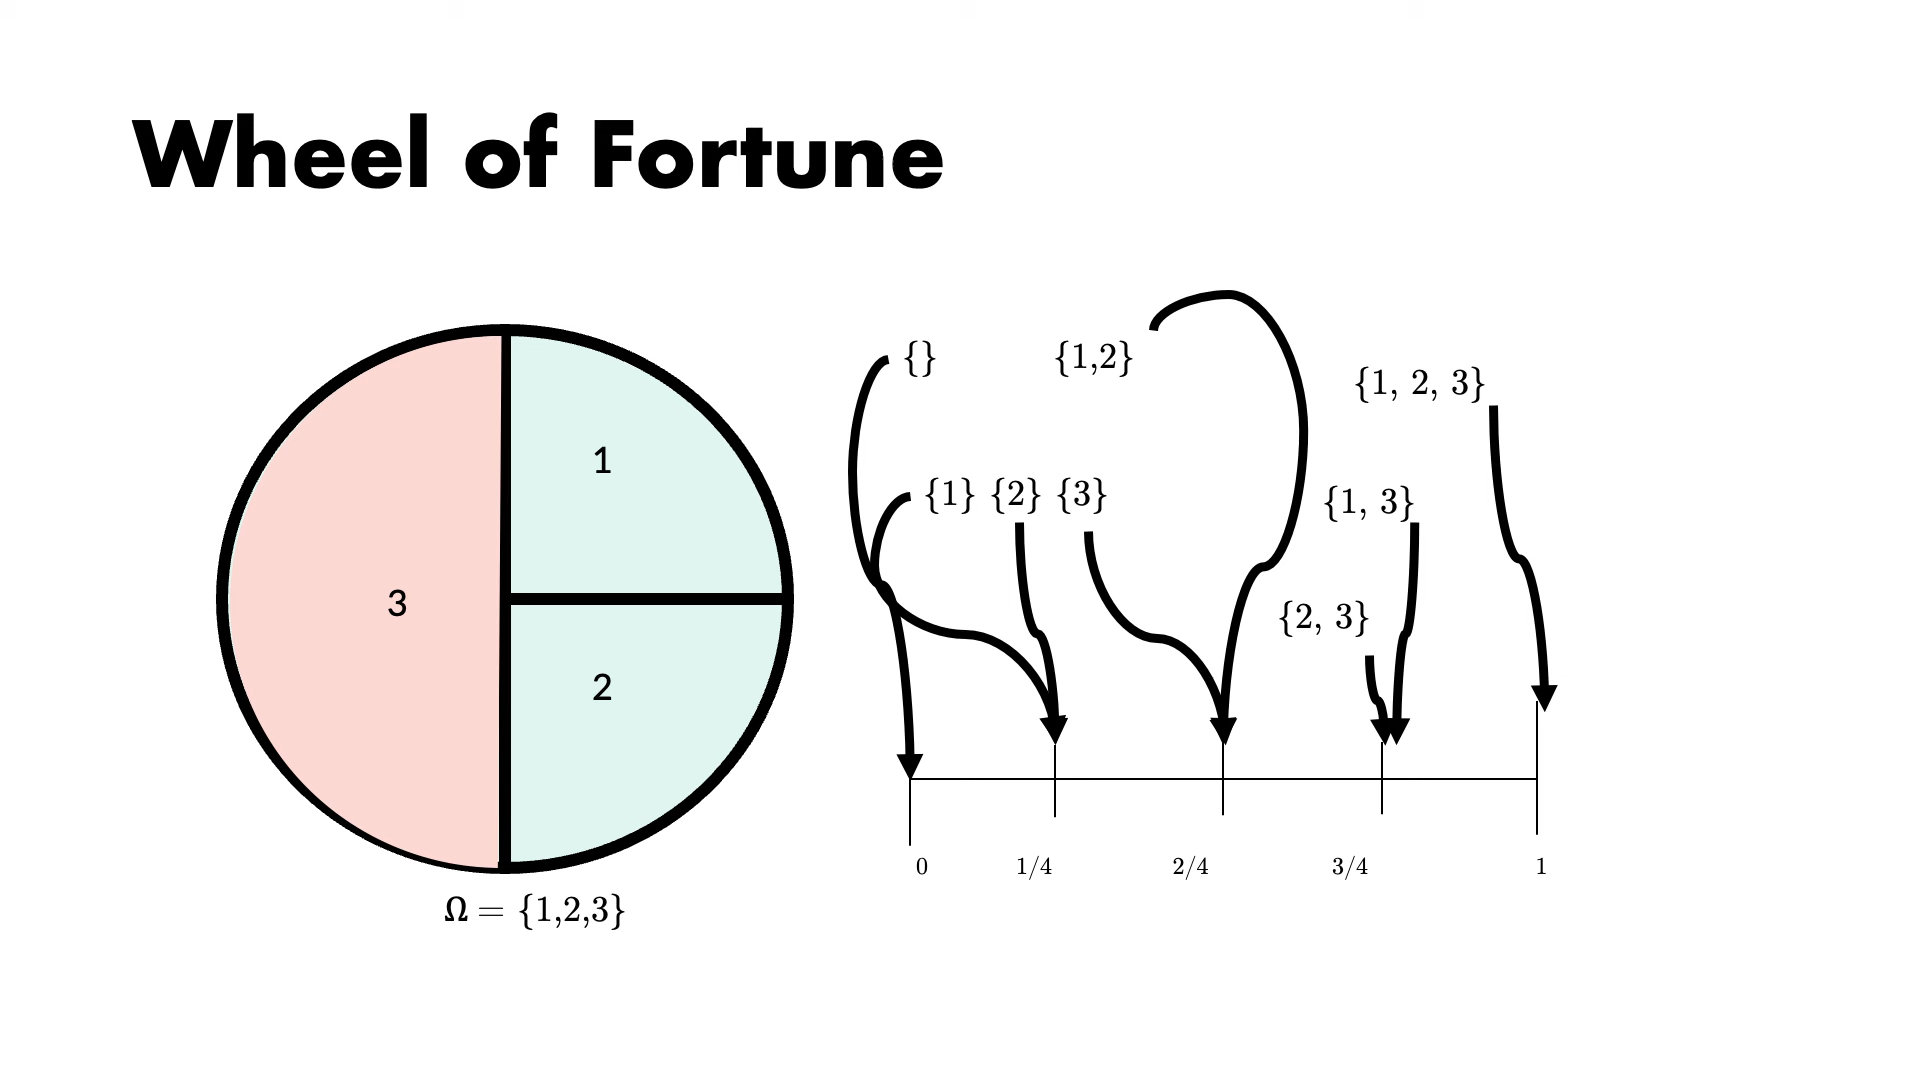 Wheel of Fortune
1
3
2
Ω = {1,2,3}
{} {1,2}
{1, 2, 3}
{1} {2} {3}
{1, 3}
{2, 3}
0 1/4 2/4 3/4 1